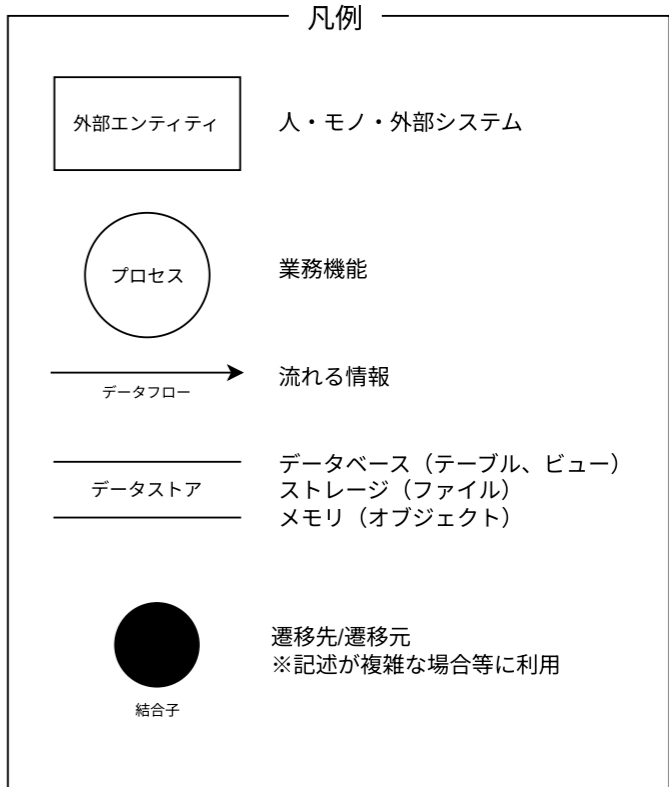 凡例
外部エンティティ
人・モノ・外部システム
プロセス
業務機能
データフロー
流れる情報
データストア
データベース（テーブル、ビュー）
ストレージ（ファイル）
メモリ（オブジェクト）
遷移先/遷移元
※記述が複雑な場合等に利用
結合子